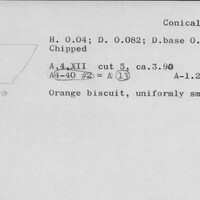 Conical
H. 0.04; D. 0.082; D.base 0.
Chipped
A,4,XII cut 5, ca.3.90
A4-40 #2 = A 13 A-1.2
Orange biscuit, uniformly sm